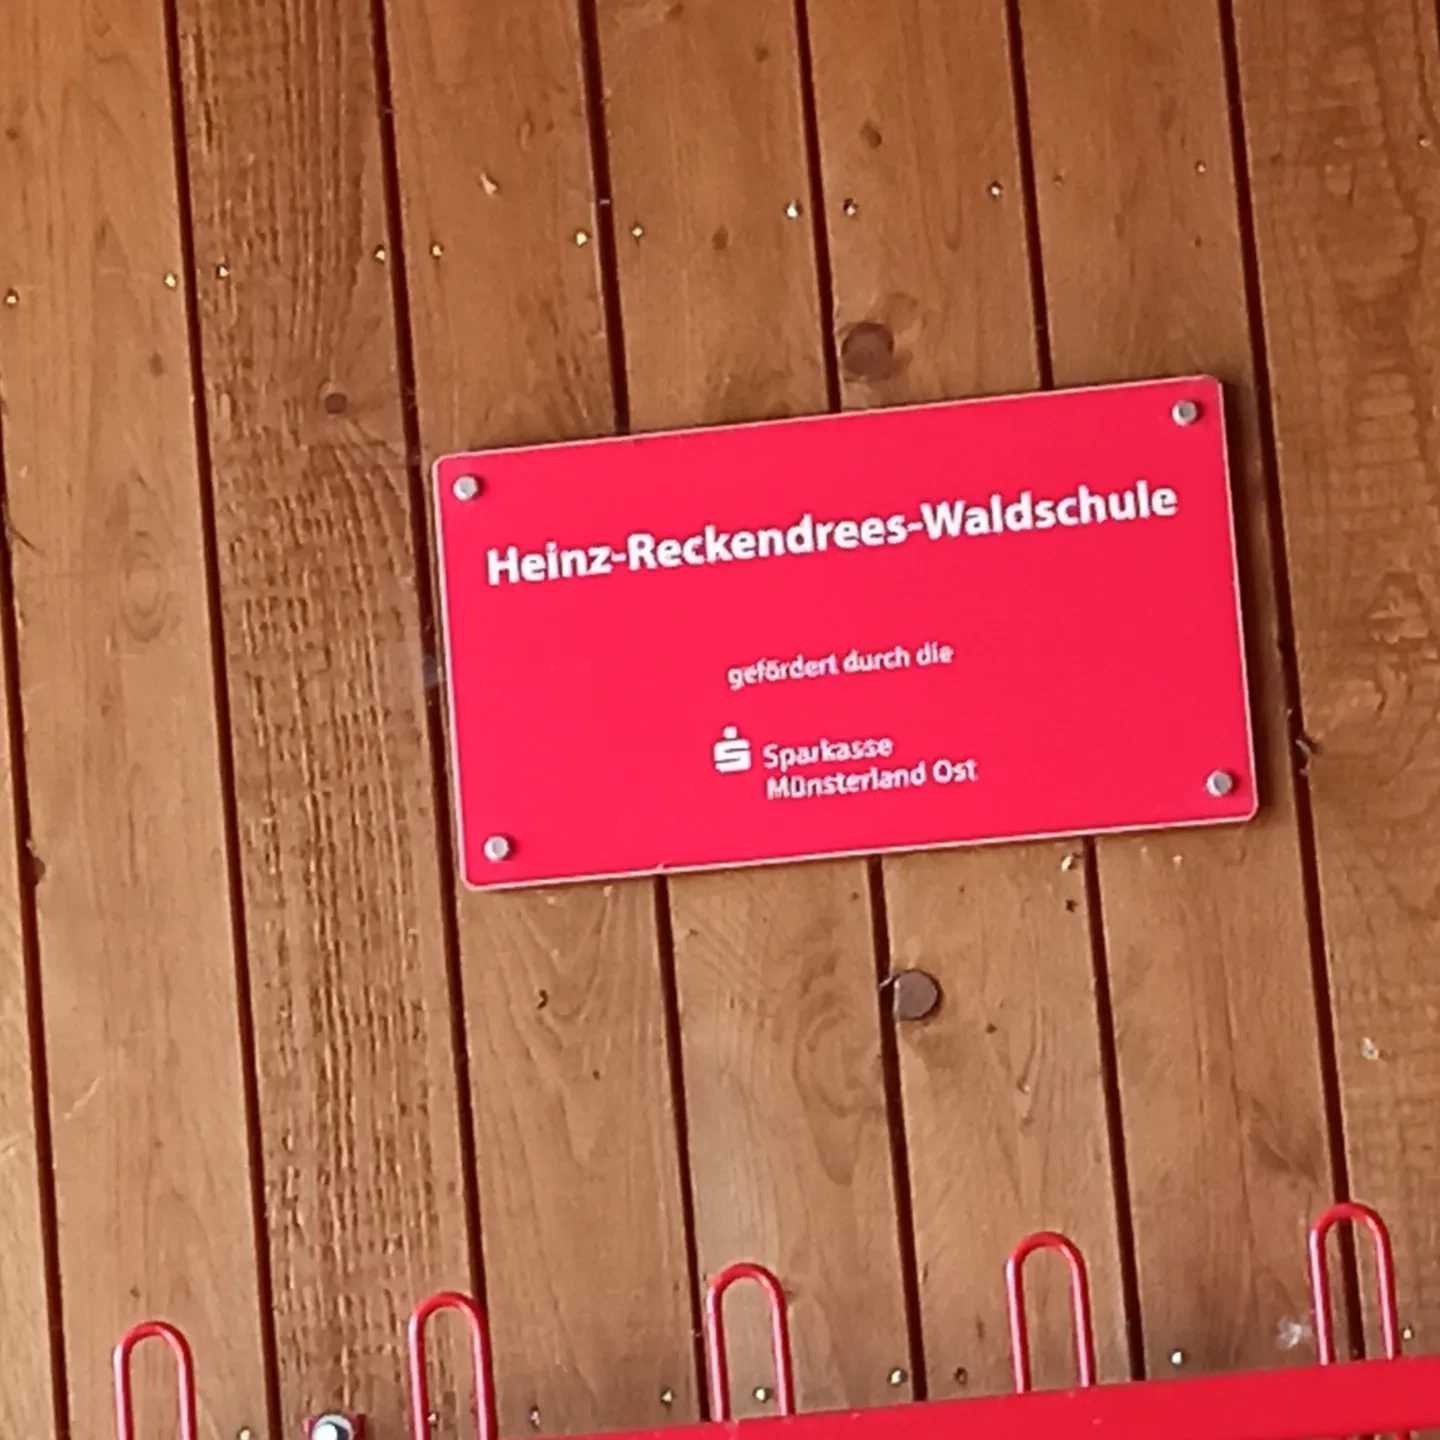 Heinz-Reckendrees-Waldschule
gefördert durch die
Sparkasse
Münsterland Ost